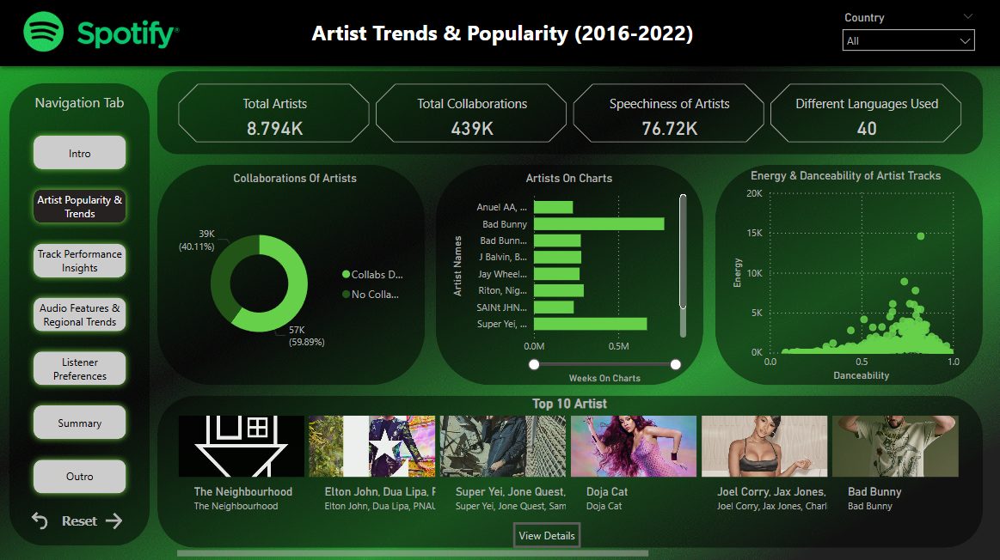 Spotify®
Artist Trends & Popularity (2016-2022)
Country
All
Navigation Tab
Intro
Artist Popularity &
Trends
Track Performance
Insights
Audio Features &
Regional Trends
Listener
Preferences
Summary
Outro
Reset
Total Artists
8.794K
Total Collaborations
439K
Speechiness of Artists
76.72K
Different Languages Used
40
Collaborations Of Artists
39K
(40.11%)
57K
(59.89%)
Collabs D...
No Colla...
Artists On Charts
Artist Names
Anuel AA, ...
Bad Bunny
Bad Bunn...
J Balvin, B...
Jay Wheel...
Riton, Nig...
SAINt JHN...
Super Yei, ...
0.0M
0.5M
Weeks On Charts
Energy & Danceability of Artist Tracks
Energy
20K
15K
10K
5K
0K
0.0
0.5
1.0
Danceability
Top 10 Artist
The Neighbourhood
The Neighbourhood
Elton John, Dua Lipa, F
Elton John, Dua Lipa, PNAU
Super Yei, Jone Quest,
Super Yei, Jone Quest, Sam
Doja Cat
Doja Cat
Joel Corry, Jax Jones,
Joel Corry, Jax Jones, Charl
Bad Bunny
Bad Bunny
View Details